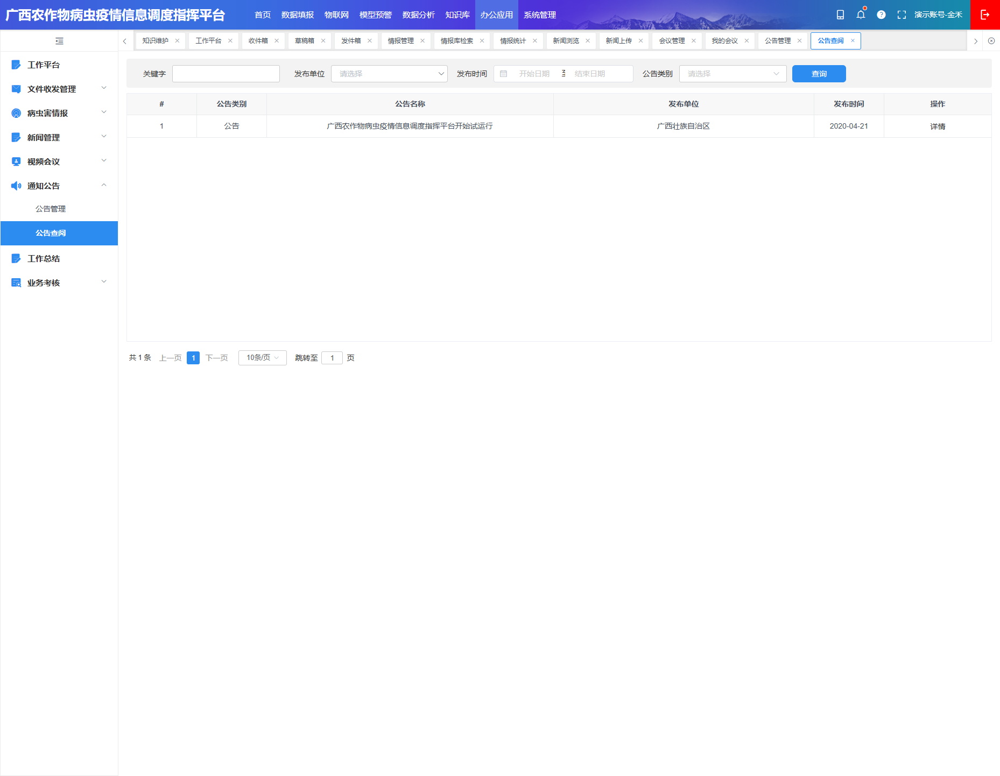 广西农作物病虫疫情信息调度指挥平台 首页 数据填报 物联网 模型预警 数据分析 知识库 办公应用 系统管理 演示账号-金禾
知识维护 工作平台 收件箱 草稿箱 发件箱 情报管理 情报库检索 情报统计 新闻浏览 新闻上传 会议管理 我的会议 公告管理 公告查阅
工作平台
文件收发管理
病虫害情报
新闻管理
视频会议
通知公告
公告管理
公告查阅
工作总结
业务考核
关键字 发布单位 请选择 发布时间 开始日期 至 结束日期 公告类别 请选择 查询
# 公告类别 公告名称 发布单位 发布时间 操作
1 公告 广西农作物病虫疫情信息调度指挥平台开始试运行 广西壮族自治区 2020-04-21 详情
共 1 条 上一页 1 下一页 10条/页 跳转至 1 页